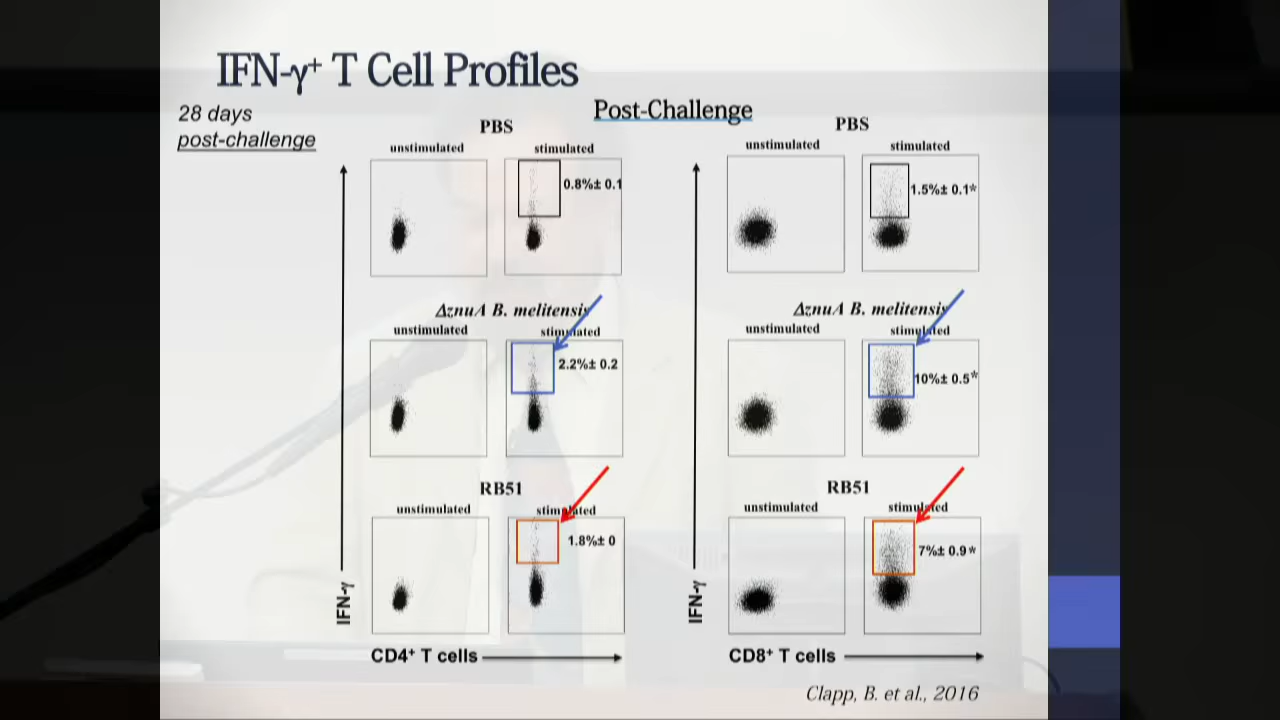 IFN-γ⁺ T Cell Profiles
28 days
post-challenge
Post-Challenge
PBS
unstimulated
stimulated
0.8%± 0.1
PBS
unstimulated
stimulated
1.5%± 0.1*
ΔznuA B. melitensis
unstimulated
stimulated
2.2%± 0.2
ΔznuA B. melitensis
unstimulated
stimulated
10%± 0.5*
RB51
unstimulated
stimulated
1.8%± 0
RB51
unstimulated
stimulated
7%± 0.9*
IFN-γ
IFN-γ
CD4⁺ T cells
CD8⁺ T cells
Clapp, B. et al., 2016